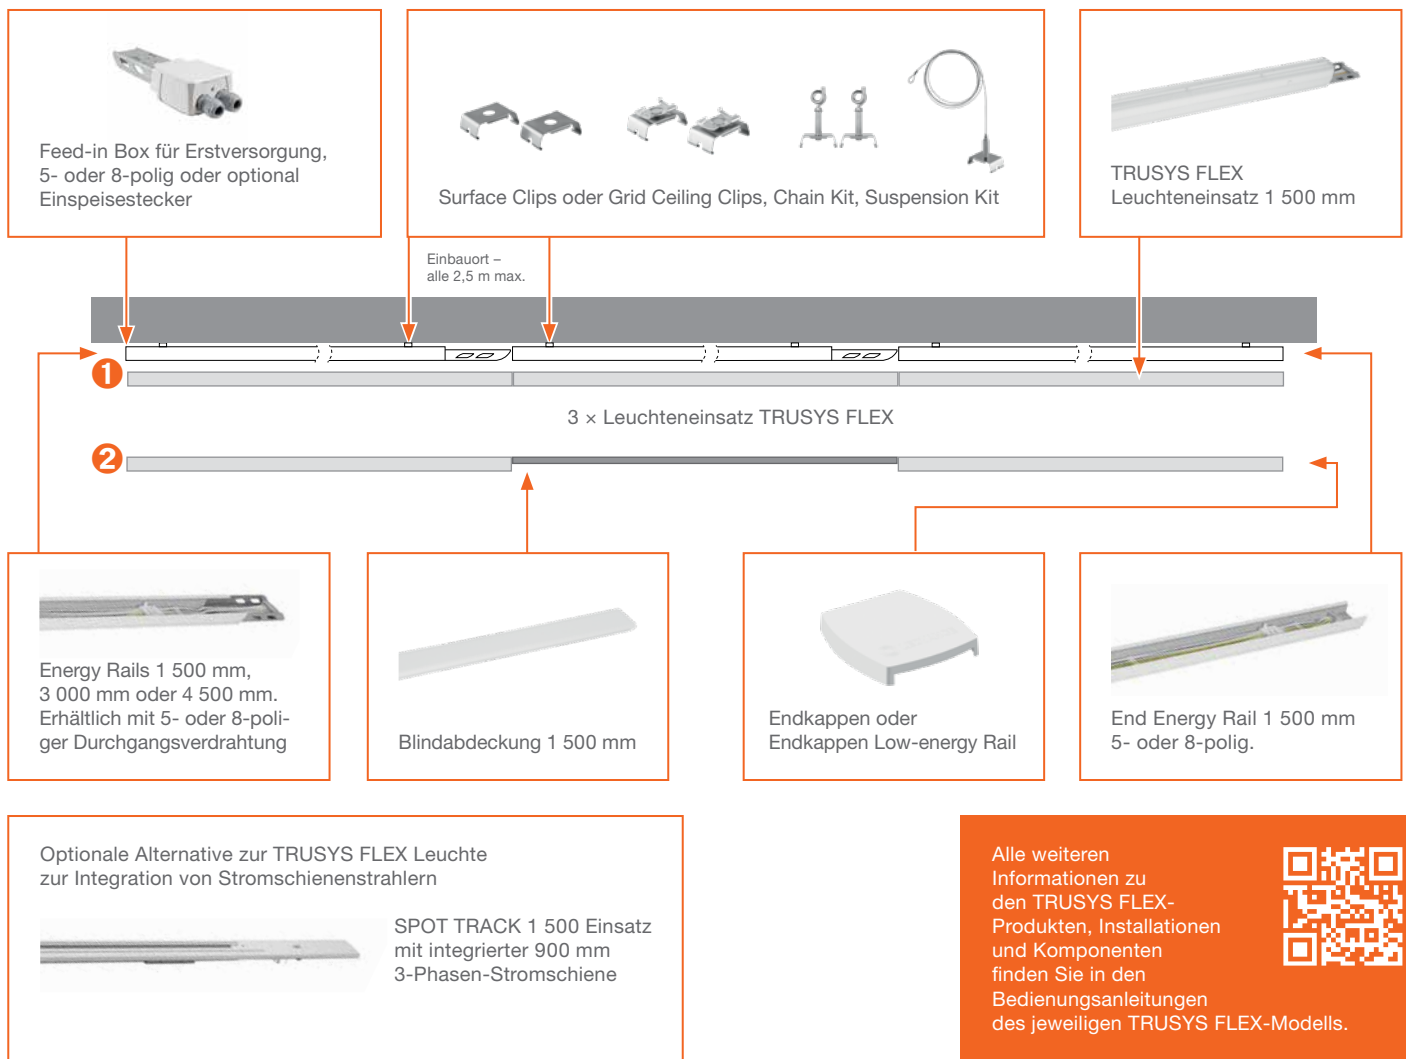 Feed-in Box für Erstversorgung,
5- oder 8-polig oder optional
Einspeisestecker
Surface Clips oder Grid Ceiling Clips, Chain Kit, Suspension Kit
TRUSYS FLEX
Leuchteneinsatz 1 500 mm
Einbauort –
alle 2,5 m max.
1
3 × Leuchteneinsatz TRUSYS FLEX
2
Energy Rails 1 500 mm,
3 000 mm oder 4 500 mm.
Erhältlich mit 5- oder 8-poli-
ger Durchgangsverdrahtung
Blindabdeckung 1 500 mm
Endkappen oder
Endkappen Low-energy Rail
End Energy Rail 1 500 mm
5- oder 8-polig.
Optionale Alternative zur TRUSYS FLEX Leuchte
zur Integration von Stromschienenstrahlern
SPOT TRACK 1 500 Einsatz
mit integrierter 900 mm
3-Phasen-Stromschiene
Alle weiteren
Informationen zu
den TRUSYS FLEX-
Produkten, Installationen
und Komponenten
finden Sie in den
Bedienungsanleitungen
des jeweiligen TRUSYS FLEX-Modells.